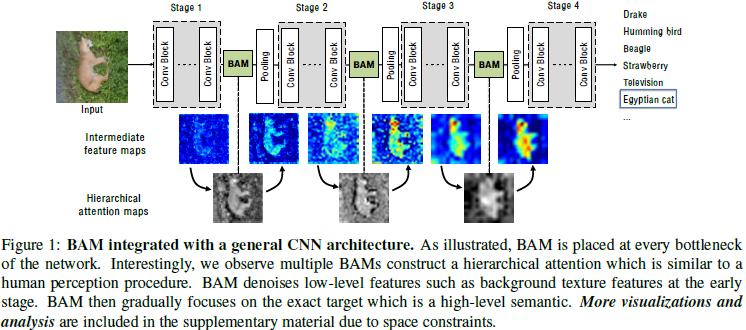 Stage 1 Stage 2 Stage 3 Stage 4
Conv Block Conv Block BAM Pooling Conv Block Conv Block BAM Pooling Conv Block Conv Block BAM Pooling Conv Block Conv Block
Input
Drake
Humming bird
Beagle
Strawberry
Television
Egyptian cat
...
Intermediate
feature maps
Hierarchical
attention maps
Figure 1: BAM integrated with a general CNN architecture. As illustrated, BAM is placed at every bottleneck
of the network. Interestingly, we observe multiple BAMs construct a hierarchical attention which is similar to a
human perception procedure. BAM denoises low-level features such as background texture features at the early
stage. BAM then gradually focuses on the exact target which is a high-level semantic. More visualizations and
analysis are included in the supplementary material due to space constraints.